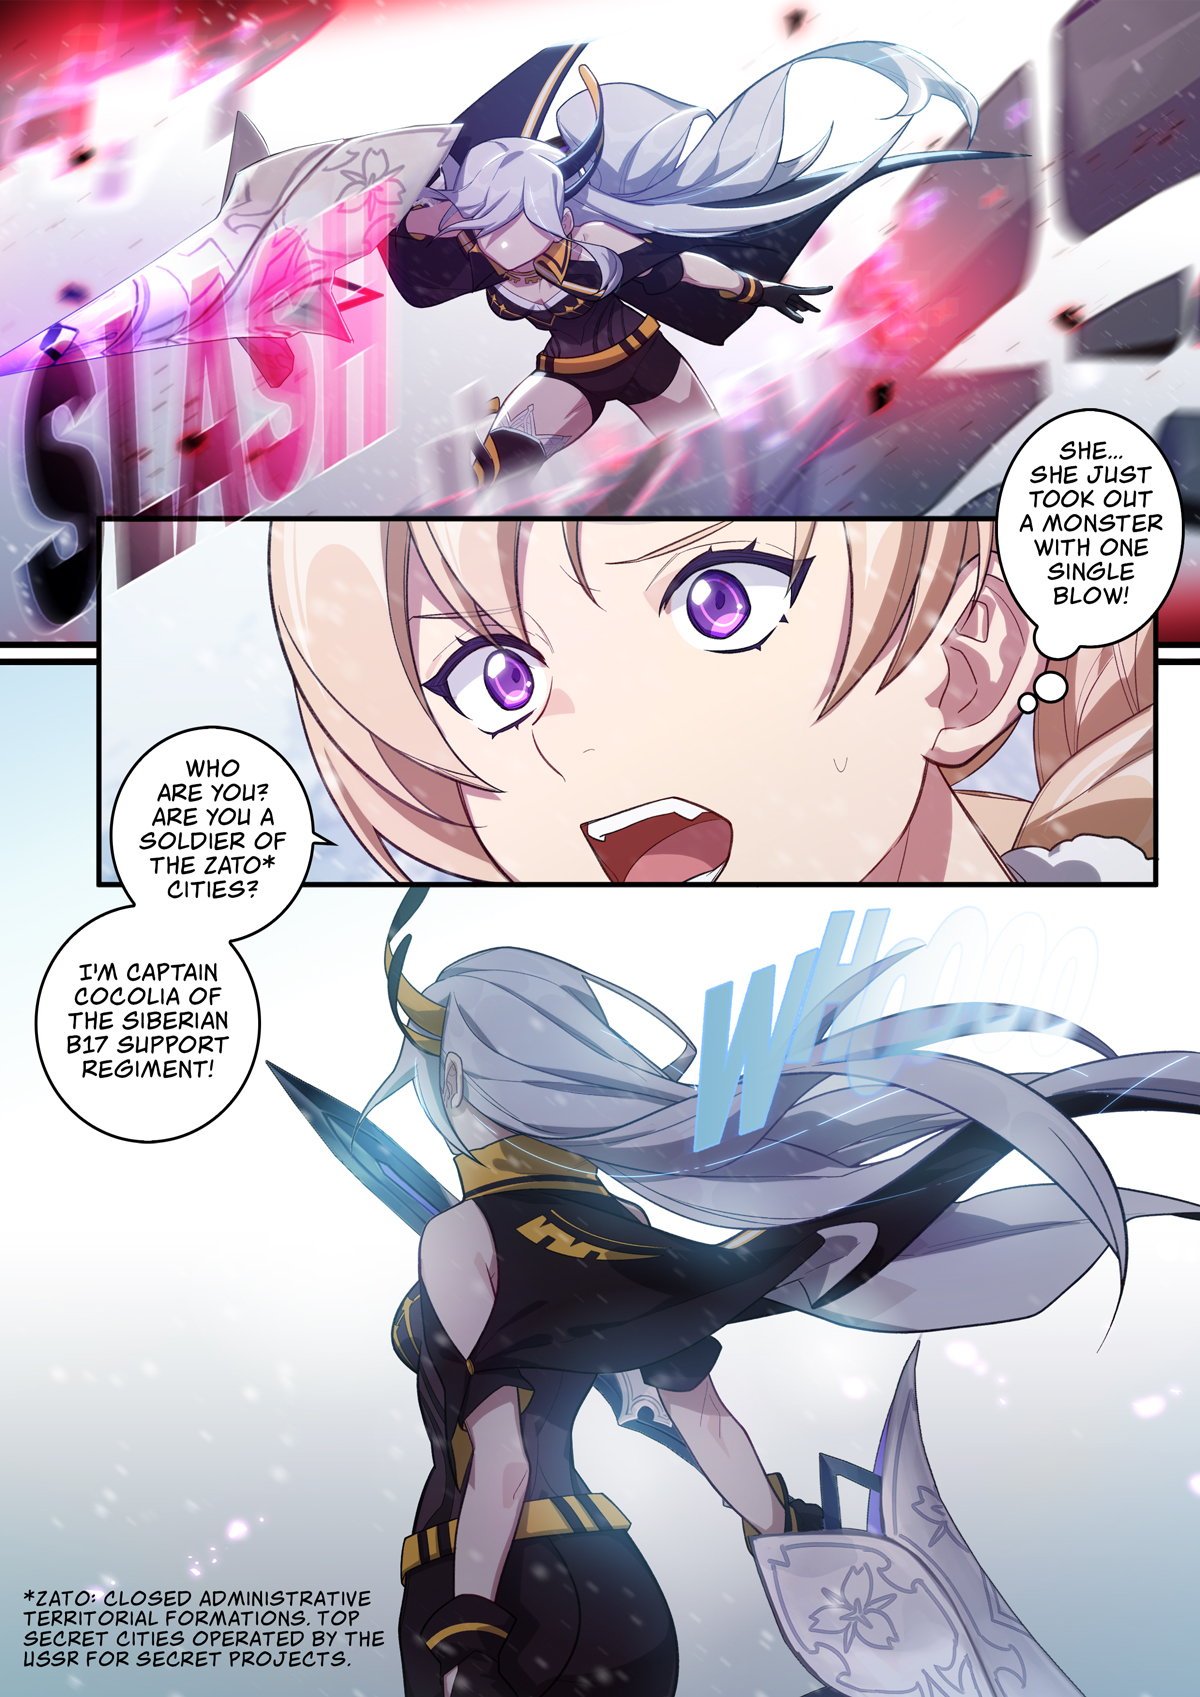 SLASH
SHE...
SHE JUST
TOOK OUT
A MONSTER
WITH ONE
SINGLE
BLOW!
WHO
ARE YOU?
ARE YOU A
SOLDIER OF
THE ZATO*
CITIES?
I'M CAPTAIN
COCOLIA OF
THE SIBERIAN
B17 SUPPORT
REGIMENT!
WHOOOO
*ZATO: CLOSED ADMINISTRATIVE
TERRITORIAL FORMATIONS. TOP
SECRET CITIES OPERATED BY THE
USSR FOR SECRET PROJECTS.